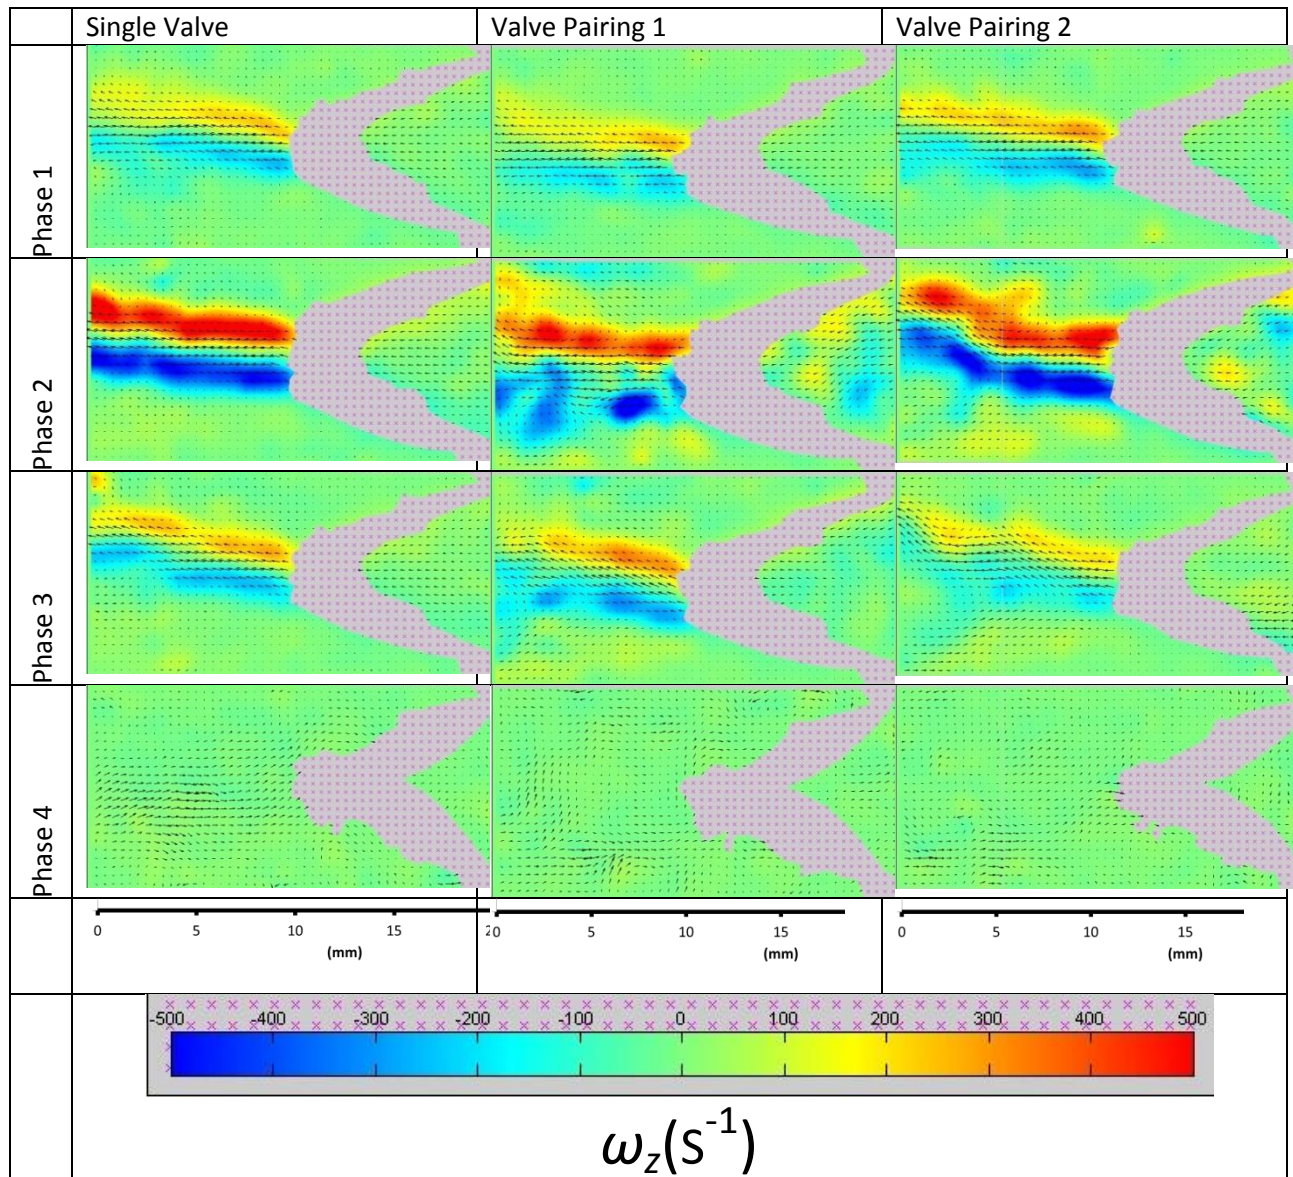 Single Valve Valve Pairing 1 Valve Pairing 2
Phase 1
Phase 2
Phase 3
Phase 4
0 5 10 15 20 5 10 15 0 5 10 15
(mm) (mm) (mm)
-500 -400 -300 -200 -100 0 100 200 300 400 500
ω_z(S^-1)